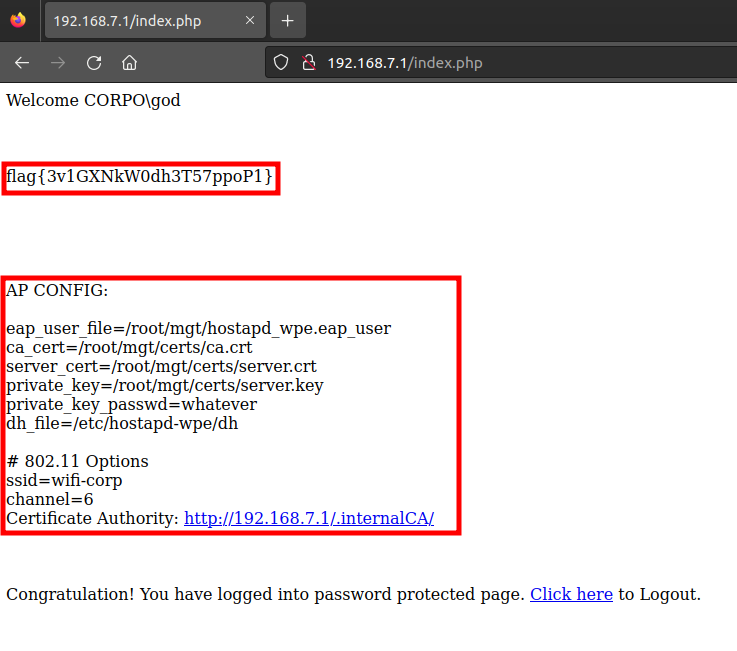 192.168.7.1/index.php
192.168.7.1/index.php
Welcome CORPO\god
flag{3v1GXNkW0dh3T57ppoP1}
AP CONFIG:
eap_user_file=/root/mgt/hostapd_wpe.eap_user
ca_cert=/root/mgt/certs/ca.crt
server_cert=/root/mgt/certs/server.crt
private_key=/root/mgt/certs/server.key
private_key_passwd=whatever
dh_file=/etc/hostapd-wpe/dh
# 802.11 Options
ssid=wifi-corp
channel=6
Certificate Authority: http://192.168.7.1/.internalCA/
Congratulation! You have logged into password protected page. Click here to Logout.